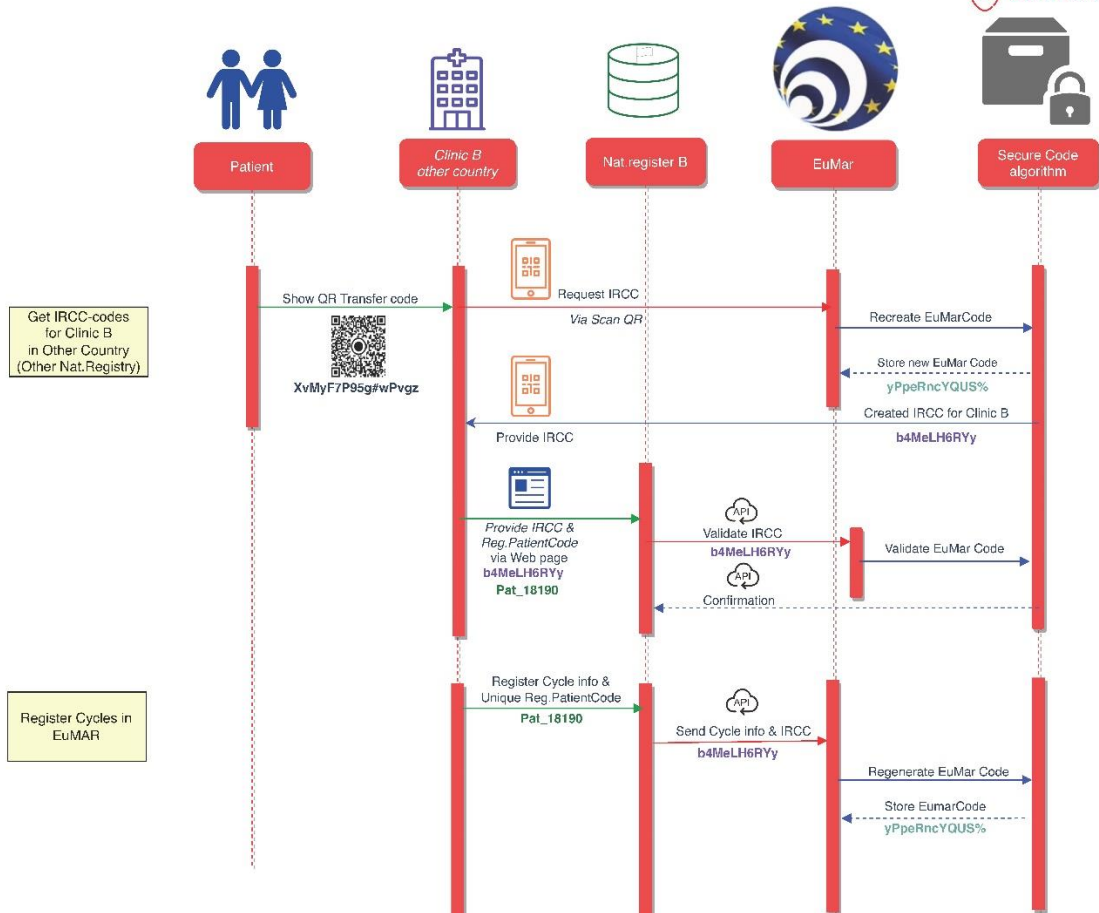 Patient
Clinic B
other country
Nat.register B
EuMar
Secure Code
algorithm
Get IRCC-codes
for Clinic B
in Other Country
(Other Nat.Registry)
Show QR Transfer code
XvMyF7P95g#wPvgz
Request IRCC
Via Scan QR
Recreate EuMarCode
Store new EuMar Code
yPpeRncYQUS%
Created IRCC for Clinic B
b4MeLH6RYy
Provide IRCC
Provide IRCC &
Reg.PatientCode
via Web page
b4MeLH6RYy
Pat_18190
API
Validate IRCC
b4MeLH6RYy
Validate EuMar Code
API
Confirmation
Register Cycles in
EuMAR
Register Cycle info &
Unique Reg.PatientCode
Pat_18190
API
Send Cycle info & IRCC
b4MeLH6RYy
Regenerate EuMar Code
Store EumarCode
yPpeRncYQUS%